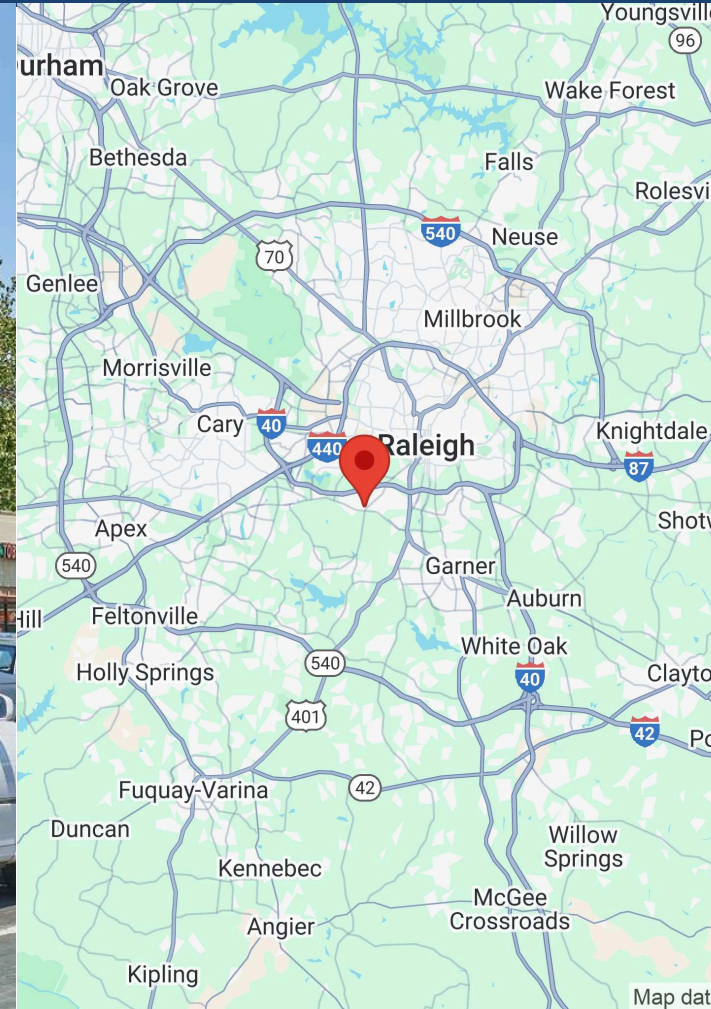 Youngsvill
96
urham
Oak Grove
Wake Forest
Bethesda
Falls
Rolesvi
540
Neuse
70
Genlee
Millbrook
Morrisville
Cary
40
440
Raleigh
Knightdale
87
Apex
Shotw
540
Garner
Auburn
Hill
Feltonville
White Oak
540
Holly Springs
40
Clayto
401
42
Po
Fuquay-Varina
42
Duncan
Willow
Springs
Kennebec
McGee
Crossroads
Angier
Kipling
Map dat